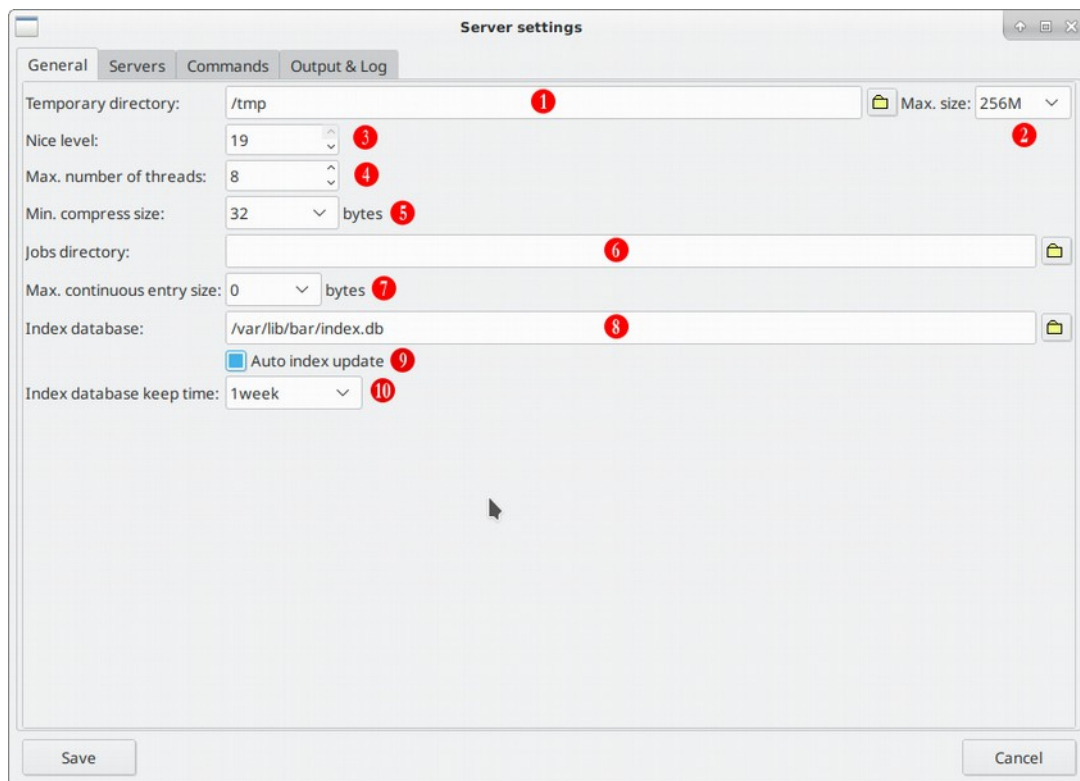 Server settings
General Servers Commands Output & Log
Temporary directory: /tmp 1 Max. size: 256M
2
Nice level: 19 3
Max. number of threads: 8 4
Min. compress size: 32 bytes 5
Jobs directory: 6
Max. continuous entry size: 0 bytes 7
Index database: /var/lib/bar/index.db 8
Auto index update 9
Index database keep time: 1week 10
Save Cancel